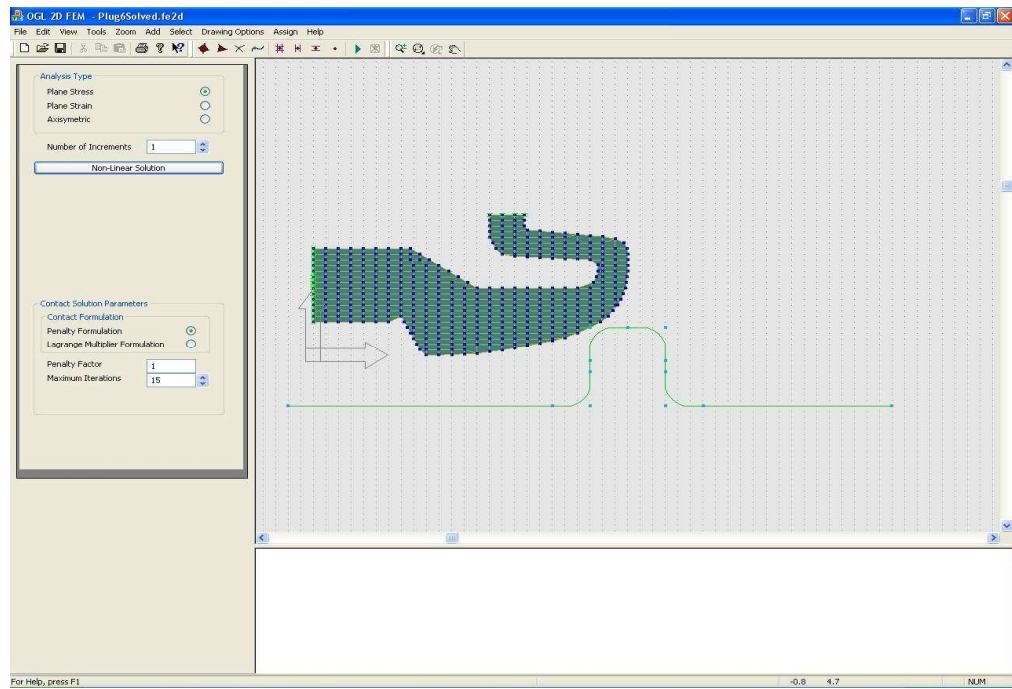 OGL 2D FEM - Plug6Solved.fe2d
File Edit View Tools Zoom Add Select Drawing Options Assign Help
Analysis Type
Plane Stress
Plane Strain
Axisymetric
Number of Increments 1
Non-Linear Solution
Contact Solution Parameters
Contact Formulation
Penalty Formulation
Lagrange Multiplier Formulation
Penalty Factor 1
Maximum Iterations 15
For Help, press F1 -0.8 4.7 NUM